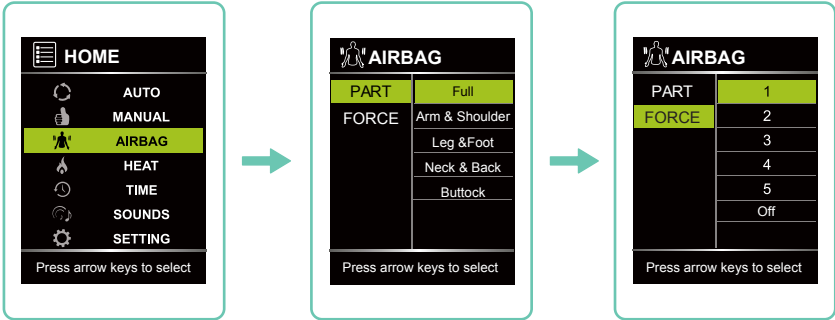 HOME
AUTO
MANUAL
AIRBAG
HEAT
TIME
SOUNDS
SETTING
Press arrow keys to select
AIRBAG
PART Full
FORCE Arm & Shoulder
Leg &Foot
Neck & Back
Buttock
Press arrow keys to select
AIRBAG
PART 1
FORCE 2
3
4
5
Off
Press arrow keys to select